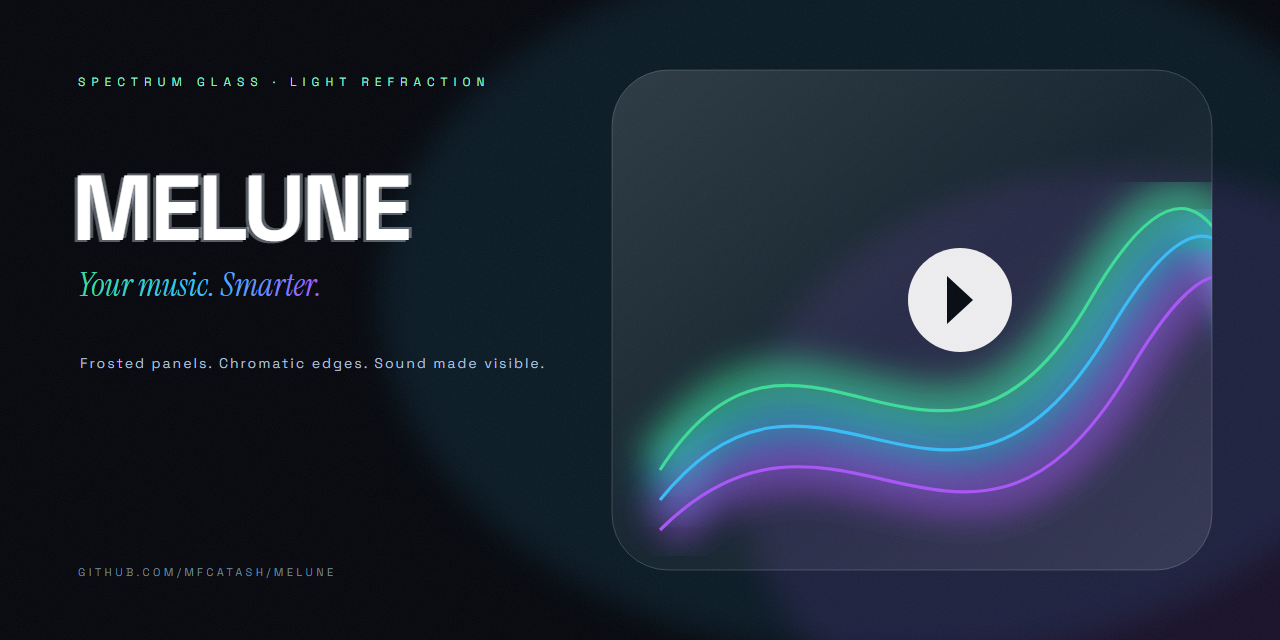 SPECTRUM GLASS · LIGHT REFRACTION
MELUNE
Your music. Smarter.
Frosted panels. Chromatic edges. Sound made visible.
GITHUB.COM/MFCATASH/MELUNE